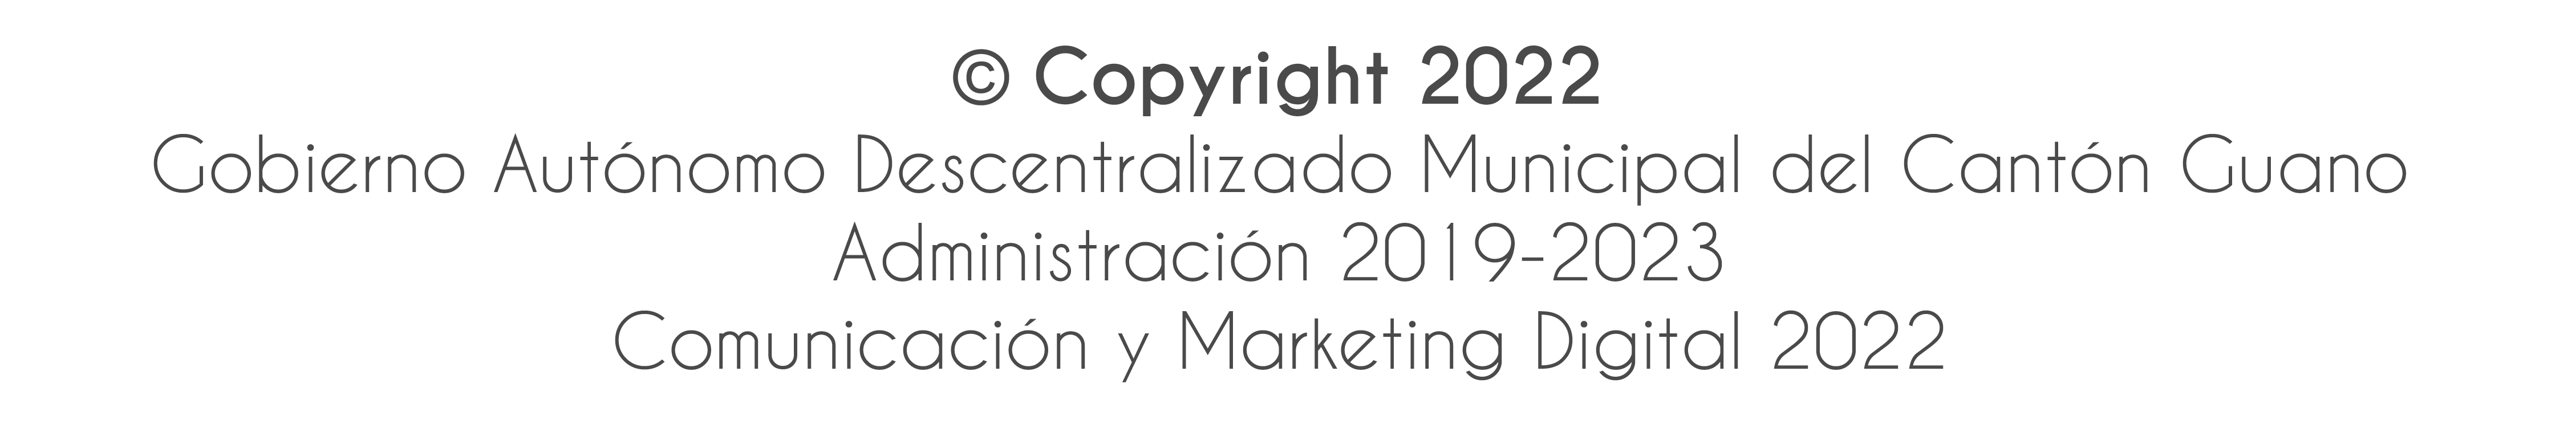 © Copyright 2022
Gobierno Autónomo Descentralizado Municipal del Cantón Guano
Administración 2019-2023
Comunicación y Marketing Digital 2022